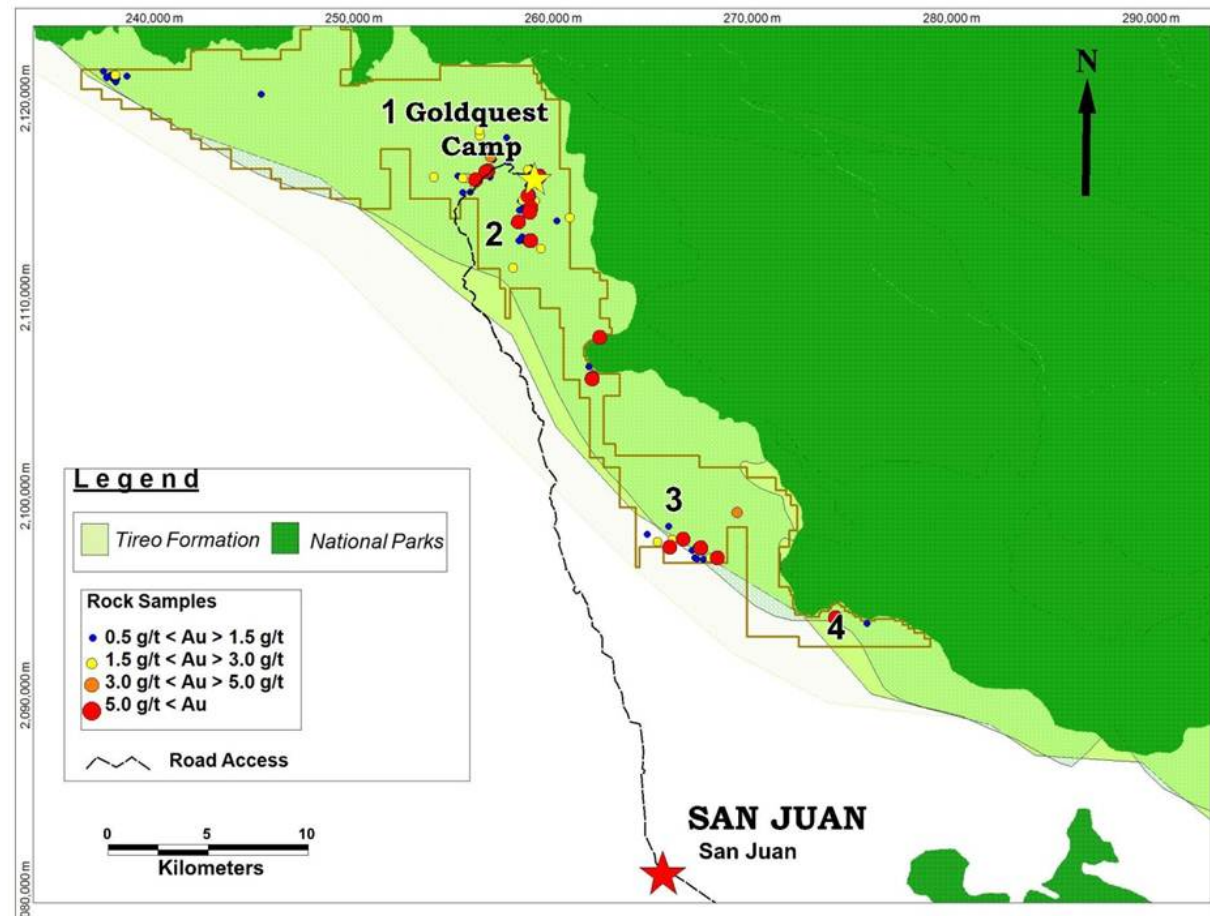 240,000 m
250,000 m
260,000 m
270,000 m
280,000 m
290,000 m
2,120,000 m
2,110,000 m
2,100,000 m
2,090,000 m
080,000 m
N
1 Goldquest
Camp
2
3
4
Legend
Tireo Formation
National Parks
Rock Samples
0.5 g/t < Au > 1.5 g/t
1.5 g/t < Au > 3.0 g/t
3.0 g/t < Au > 5.0 g/t
5.0 g/t < Au
Road Access
0 5 10
Kilometers
SAN JUAN
San Juan